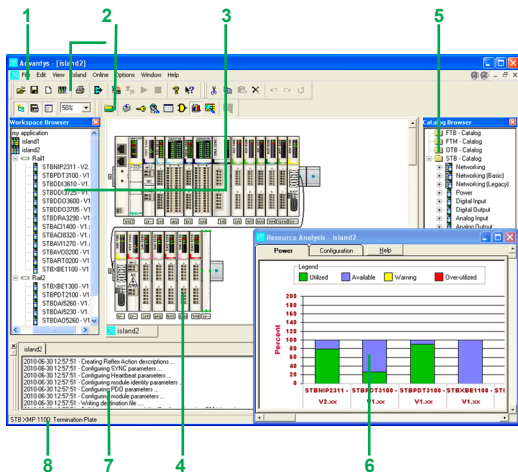 1
2
3
5
Advantys - [island2]
File Edit View Island Online Options Window Help
50%
Workspace Browser
my application
island1
island2
Rail1
STBNIP2311 - V2.
STBPDT3100 - V1
STBDDI3610 - V1
STBDDI3725 - V1
STBDDO3600 - V1
STBDDO3705 - V1
STBDRA3290 - V1
STBACI1400 - V1.:
STBACI8320 - V1.:
STBAVI1270 - V1.:
STBAVO0200 - V1
STBART0200 - V1
STBXBE1100 - V1
Rail2
STBXBE1300 - V1
STBPDT2100 - V1
STBDAI5260 - V1.
STBDAI5230 - V1.
STBDAO5260 - V1
island2
Catalog Browser
FTB - Catalog
FTM - Catalog
OTB - Catalog
STB - Catalog
Networking
Networking (Basic)
Networking (Legacy)
Power
Digital Input
Digital Output
Analog Input
Analog Output
Resource Analysis - island2
Power Configuration Help
Legend
Utilized Available Warning Over-utilized
Percent
200
180
160
140
120
100
80
60
40
20
0
STBNIP2311 - STBPDT3100 - STBPDT2100 - STBXBE1100 - STI
V2.xx V1.xx V1.xx V1.xx
island2
2010-06-30 12:57:51 - Creating Reflex Action descriptions ...
2010-06-30 12:57:51 - Configuring SYNC parameters ...
2010-06-30 12:57:51 - Configuring Heartbeat parameters ...
2010-06-30 12:57:51 - Configuring module identity parameters ...
2010-06-30 12:57:51 - Configuring PDO parameters ...
2010-06-30 12:57:51 - Configuring module parameters ...
2010-06-30 12:57:51 - Writing destination file ...
STB XMP 1100: Termination Plate
8
7
4
6